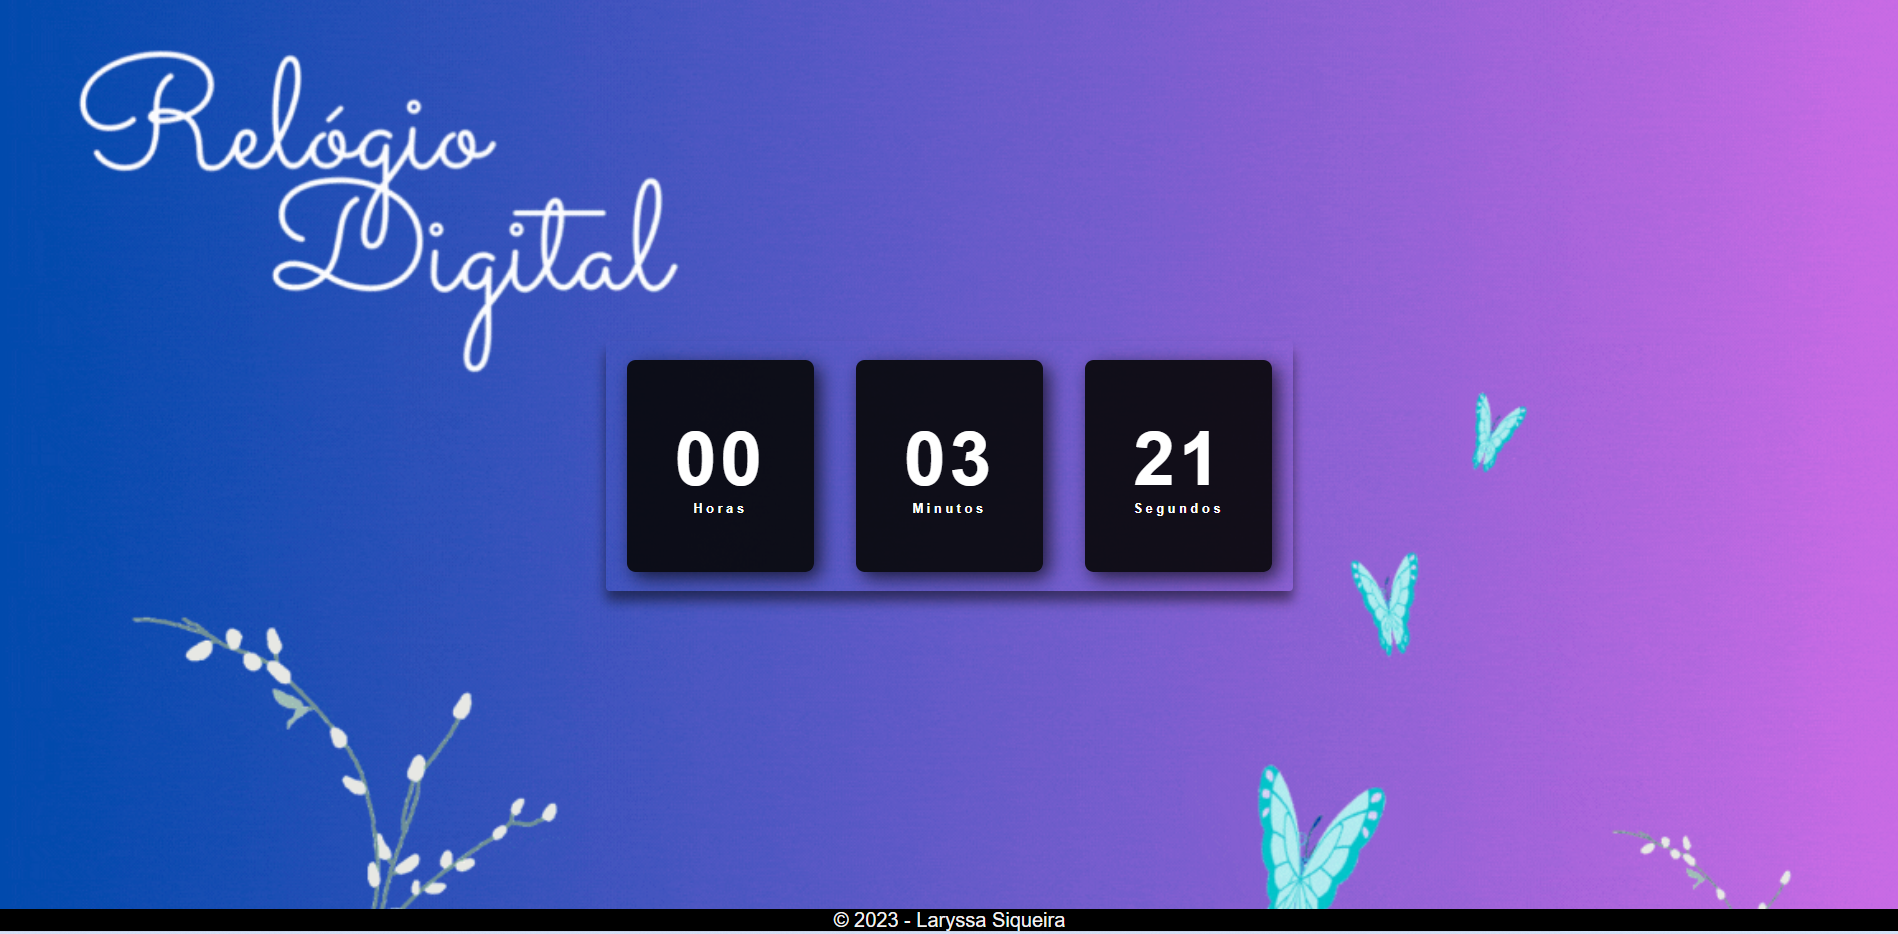 Relógio
Digital
00 03 21
Horas Minutos Segundos
© 2023 - Laryssa Siqueira